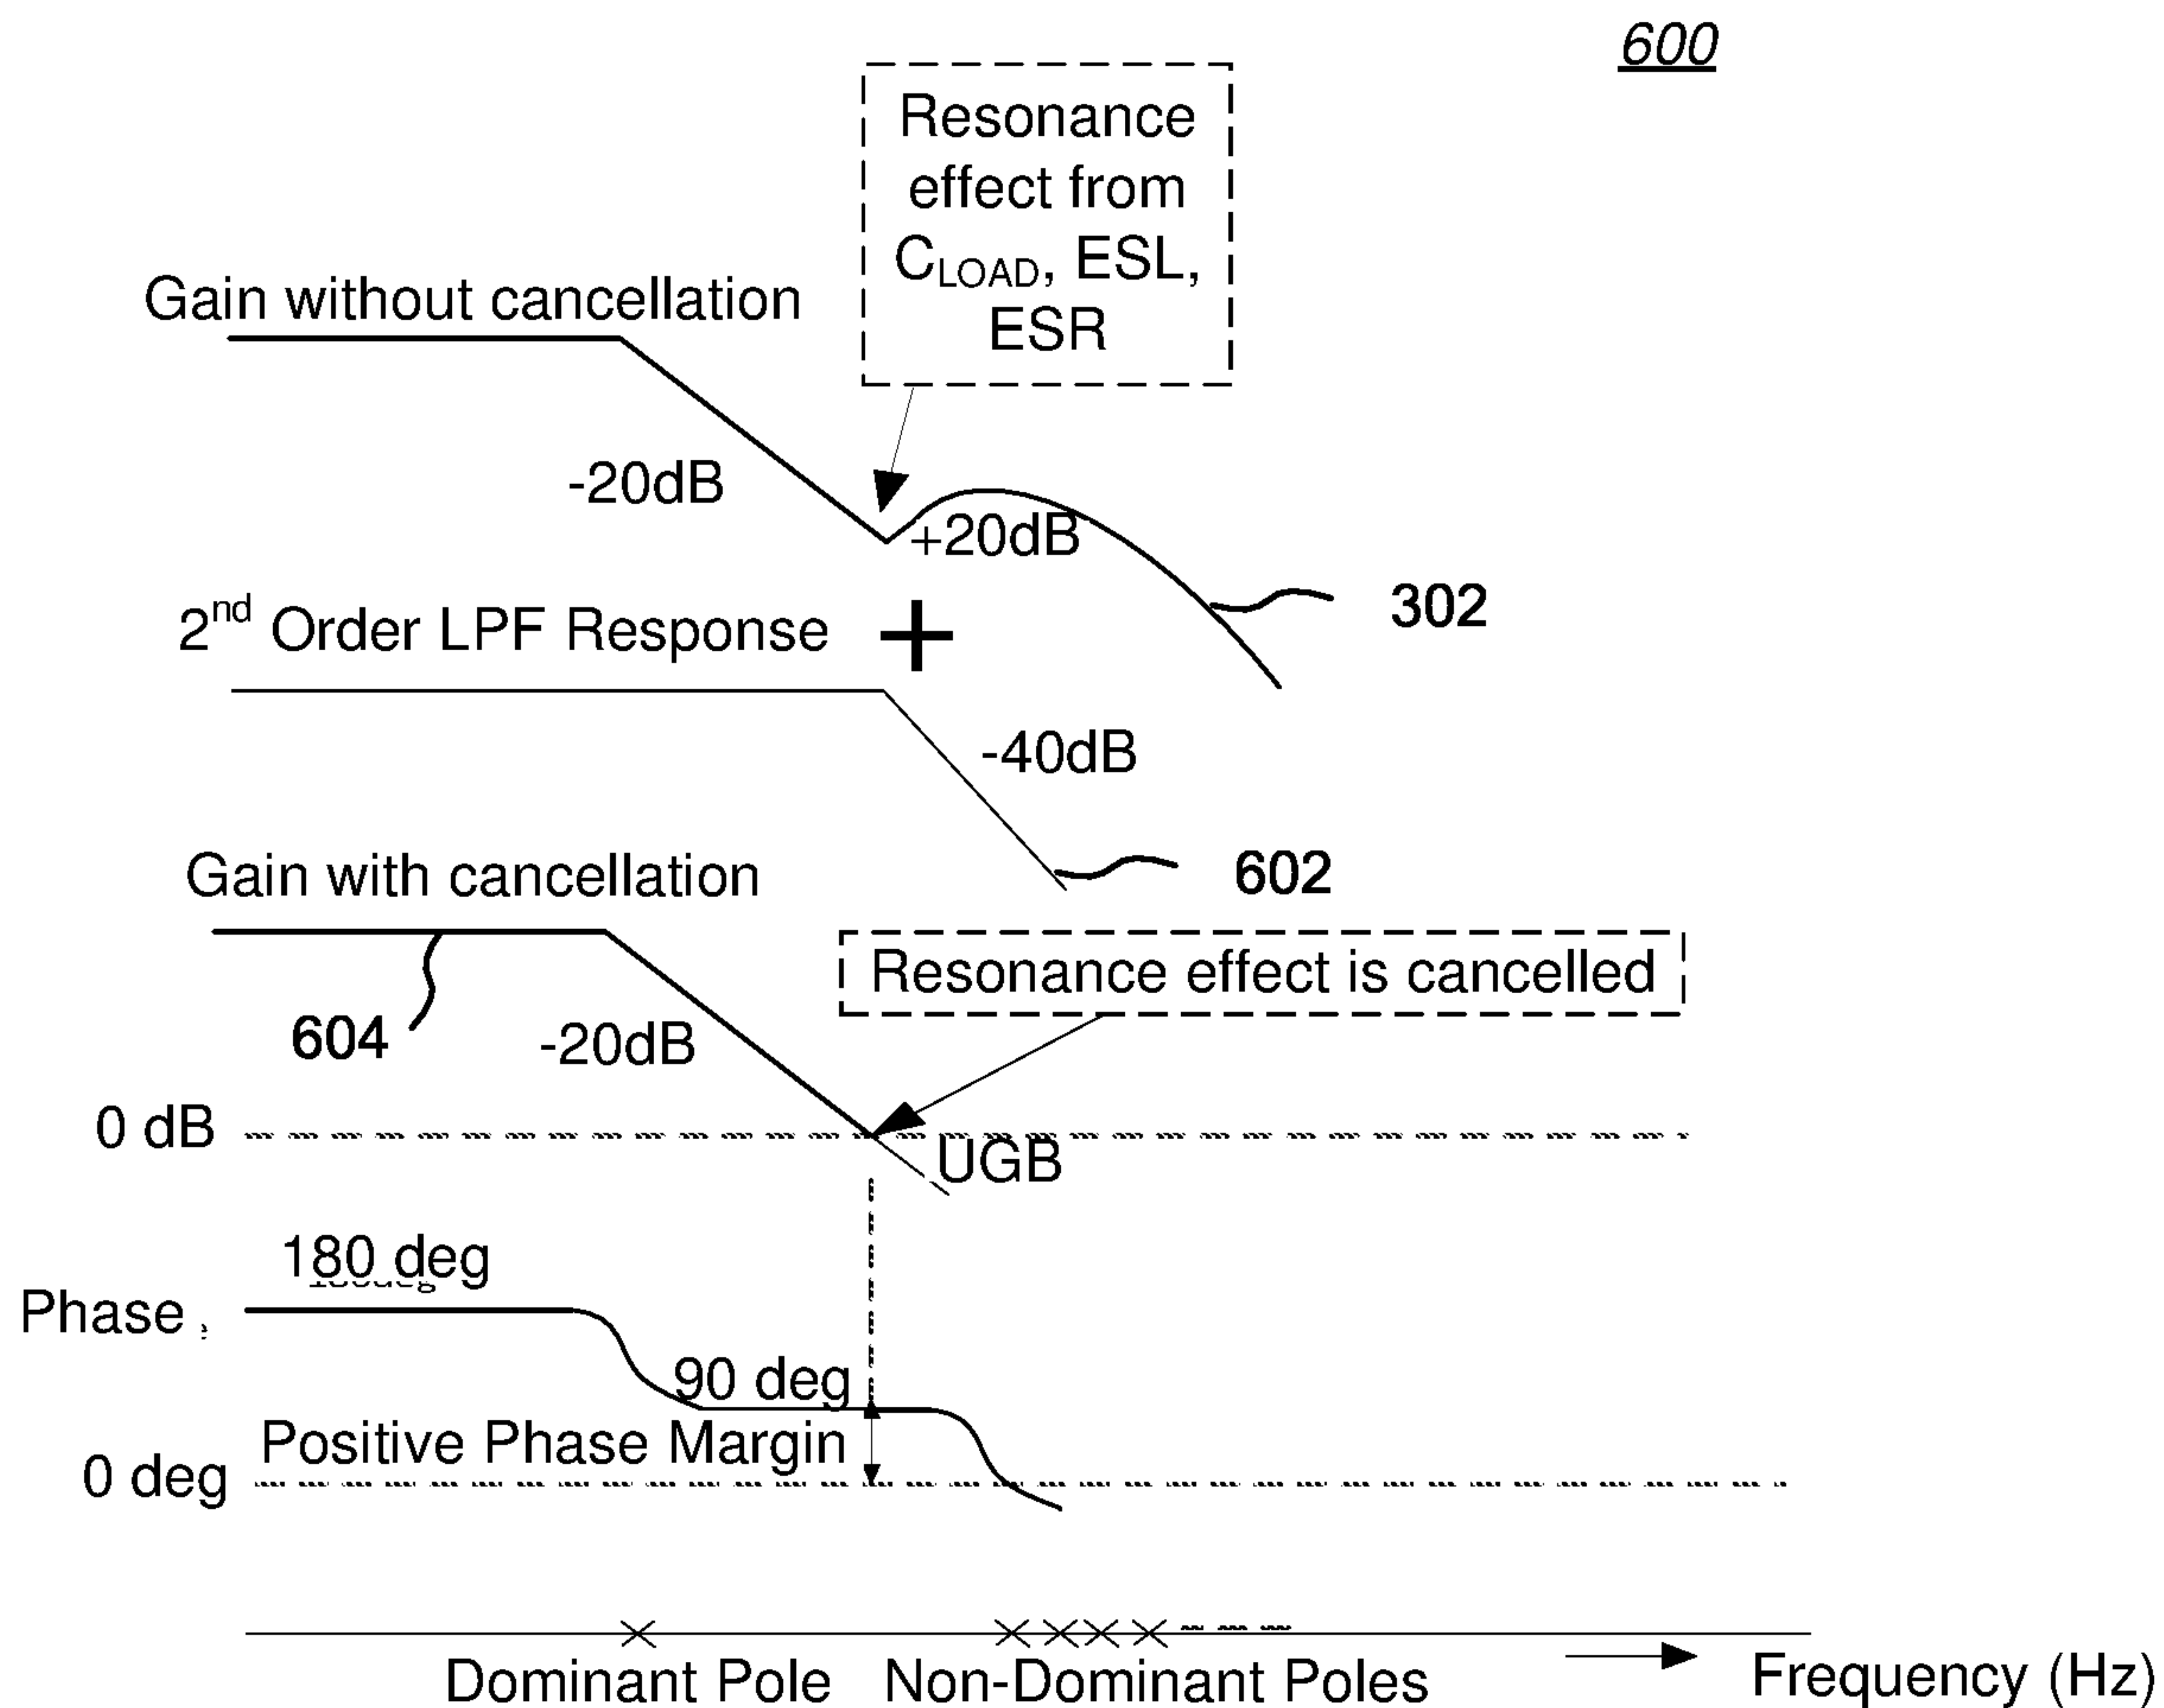 600
Resonance
effect from
C_LOAD, ESL,
ESR
Gain without cancellation
-20dB
+20dB
302
2nd Order LPF Response
+
-40dB
602
Gain with cancellation
Resonance effect is cancelled
604
-20dB
0 dB
UGB
180 deg
Phase
90 deg
Positive Phase Margin
0 deg
Dominant Pole
Non-Dominant Poles
Frequency (Hz)